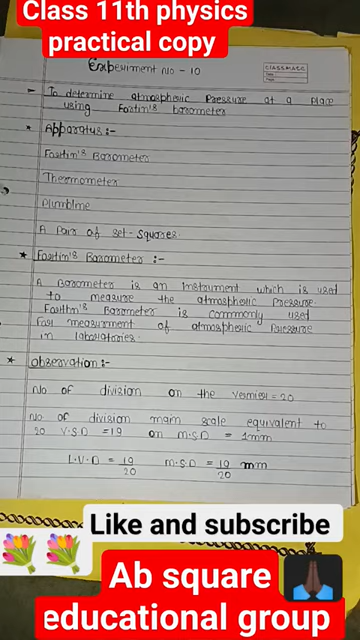 Class 11th physics
practical copy
Experiment No - 10
CLASSMAEC
To determine atmospheric Pressure at a place
using Fortin's barometer
* Apparatus :-
Fortin's Barometer
Thermometer
Plumbline
A Pair of set-squares.
* Fortin's Barometer :-
A Barometer is an instrument which is used
to measure the atmospheric Pressure.
Fortin's Barometer is commonly used
For measurment of atmospheric Pressure
in laboratories.
* Observation :-
No of division on the vernier = 20
No of division main scale equivalent to
20 V.S.D = 19 on M.S.D = 1mm
L.V.D = 19/20 M.S.D = 19/20 mm
Like and subscribe
Ab square
educational group